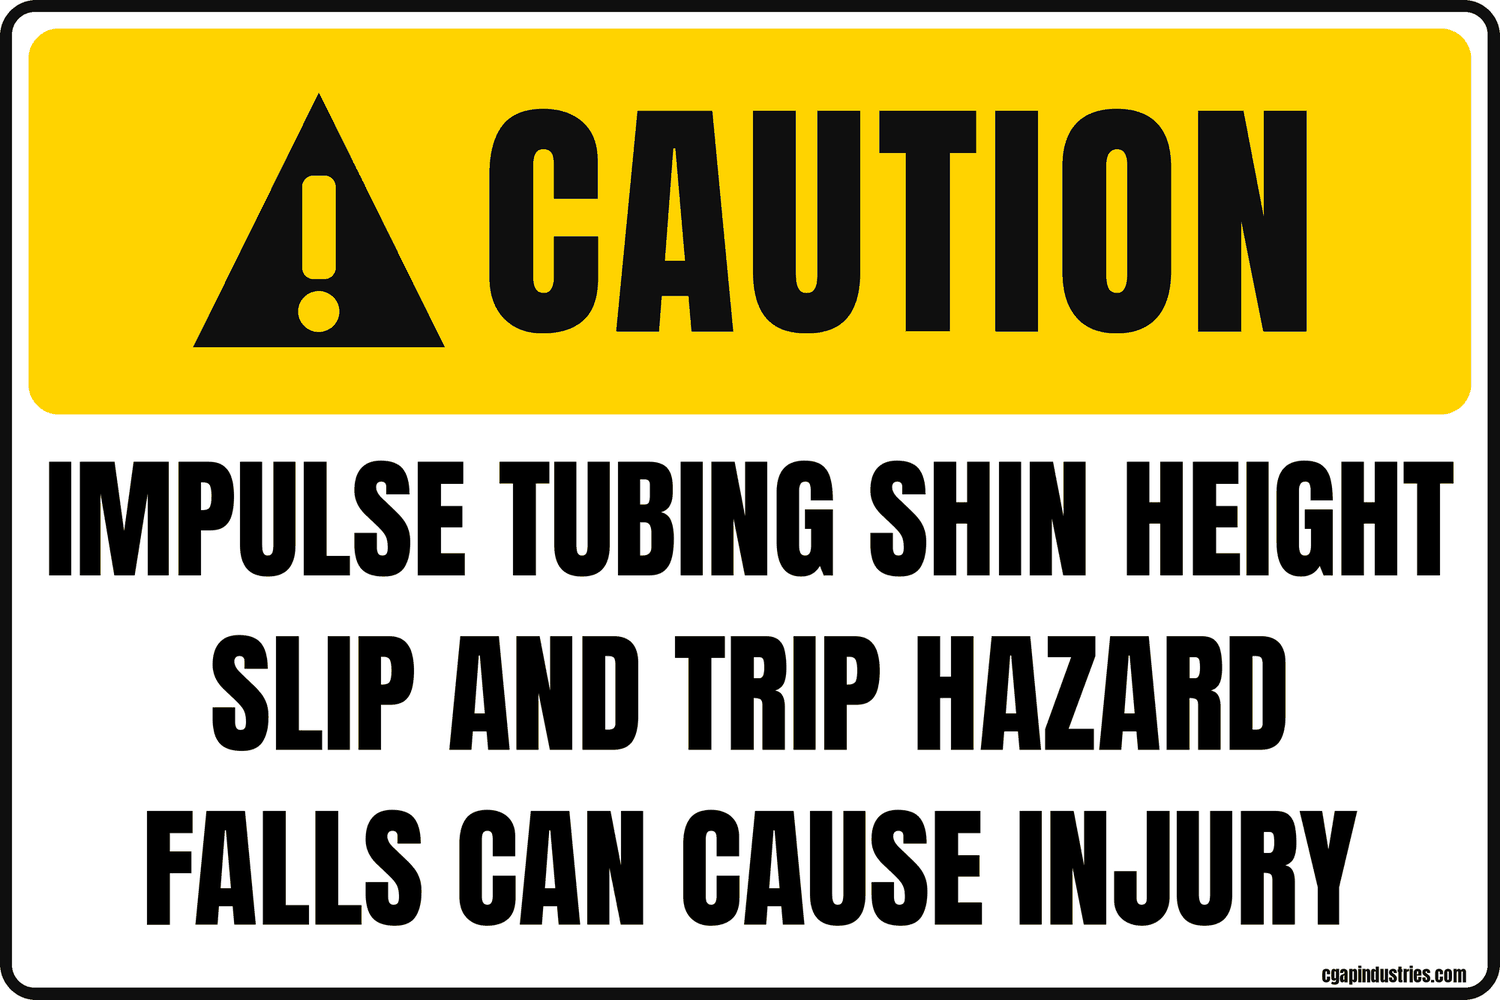 CAUTION
IMPULSE TUBING SHIN HEIGHT
SLIP AND TRIP HAZARD
FALLS CAN CAUSE INJURY
cgapindustries.com